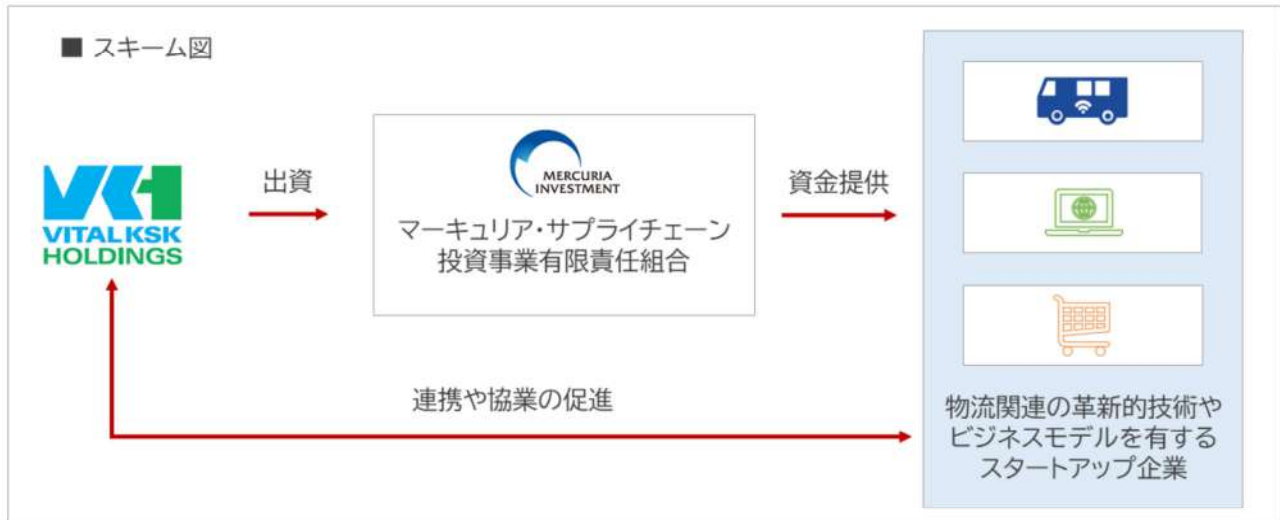 ■ スキーム図
VITAL KSK
HOLDINGS
出資
MERCURIA
INVESTMENT
マーキュリア・サプライチェーン
投資事業有限責任組合
資金提供
連携や協業の促進
物流関連の革新的技術や
ビジネスモデルを有する
スタートアップ企業